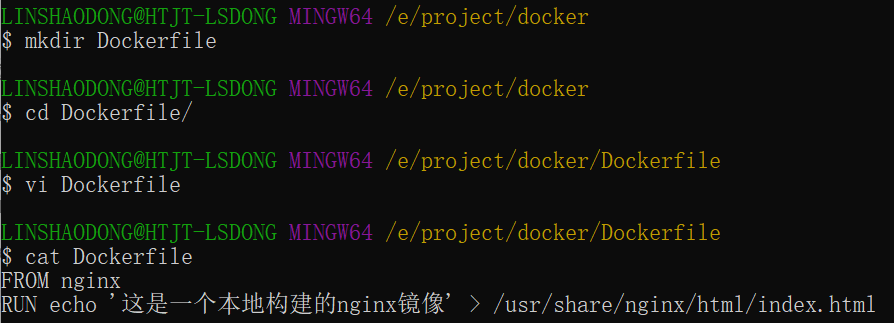 LINSHAODONG@HTJT-LSDONG MINGW64 /e/project/docker
$ mkdir Dockerfile
LINSHAODONG@HTJT-LSDONG MINGW64 /e/project/docker
$ cd Dockerfile/
LINSHAODONG@HTJT-LSDONG MINGW64 /e/project/docker/Dockerfile
$ vi Dockerfile
LINSHAODONG@HTJT-LSDONG MINGW64 /e/project/docker/Dockerfile
$ cat Dockerfile
FROM nginx
RUN echo '这是一个本地构建的nginx镜像' > /usr/share/nginx/html/index.html